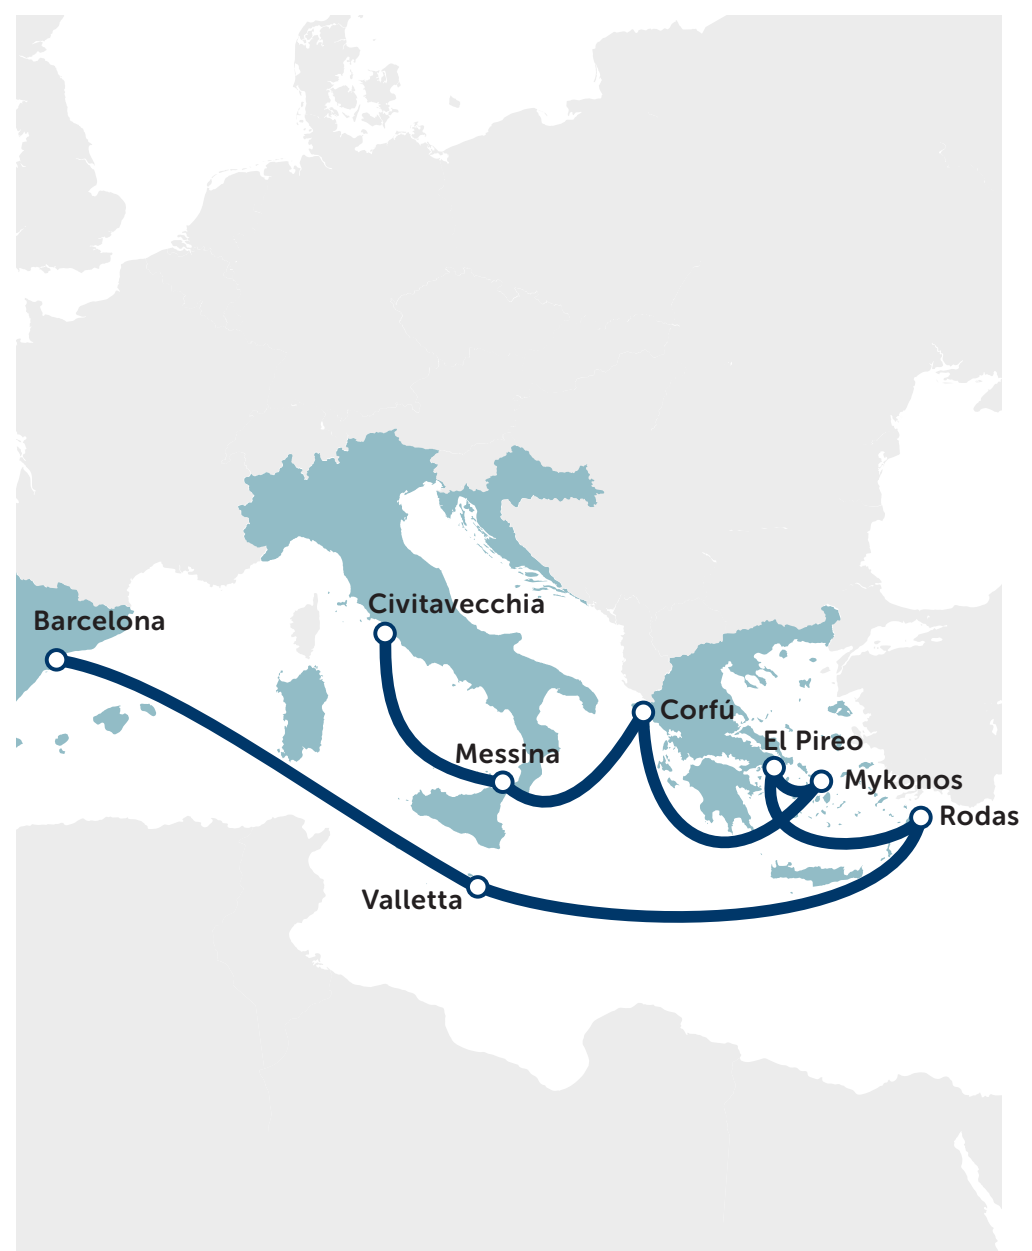 Civitavecchia
Barcelona
Corfú
El Pireo
Messina
Mykonos
Rodas
Valletta